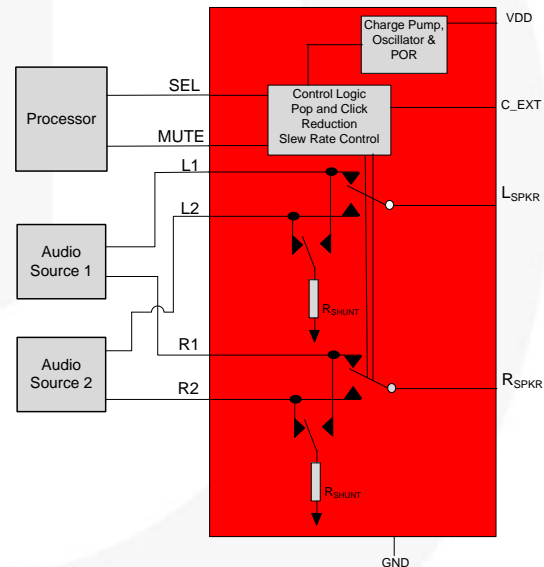 Charge Pump,
Oscillator &
POR
VDD
Processor
SEL
MUTE
Control Logic
Pop and Click
Reduction
Slew Rate Control
C_EXT
L1
L2
LSPKR
Audio
Source 1
RSHUNT
Audio
Source 2
R1
R2
RSPKR
RSHUNT
GND